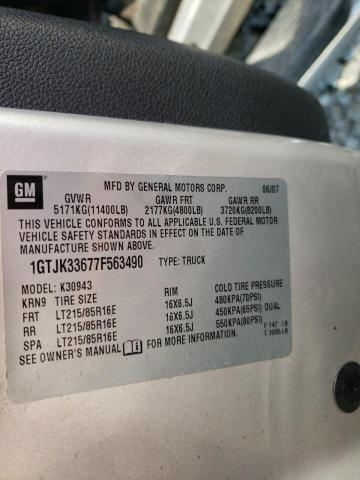 GM
MFD BY GENERAL MOTORS CORP. 06/07
GVWR GAWR FRT GAWR RR
5171KG(11400LB) 2177KG(4800LB) 3720KG(8200LB)
THIS VEHICLE CONFORMS TO ALL APPLICABLE U.S. FEDERAL MOTOR VEHICLE SAFETY STANDARDS
IN EFFECT ON THE DATE OF MANUFACTURE SHOWN ABOVE.
1GTJK33677F563490 TYPE: TRUCK
MODEL: K30943
KRN9 TIRE SIZE RIM COLD TIRE PRESSURE
FRT LT215/85R16E 16X6.5J 480KPA(70PSI)
RR LT215/85R16E 16X6.5J 450KPA(65PSI) DUAL
SPA LT215/85R16E 16X6.5J 550KPA(80PSI)
SEE OWNER'S MANUAL FOR ADDITIONAL INFORMATION.